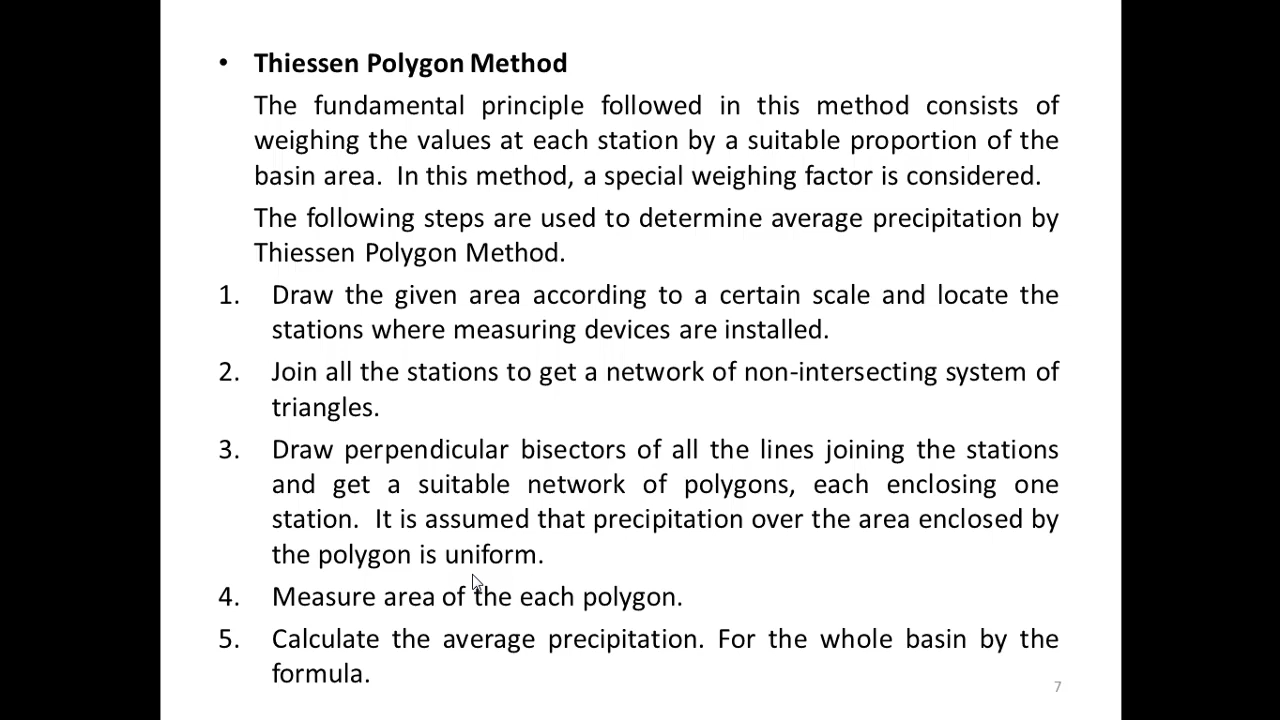 • Thiessen Polygon Method
The fundamental principle followed in this method consists of
weighing the values at each station by a suitable proportion of the
basin area. In this method, a special weighing factor is considered.
The following steps are used to determine average precipitation by
Thiessen Polygon Method.
1. Draw the given area according to a certain scale and locate the
stations where measuring devices are installed.
2. Join all the stations to get a network of non-intersecting system of
triangles.
3. Draw perpendicular bisectors of all the lines joining the stations
and get a suitable network of polygons, each enclosing one
station. It is assumed that precipitation over the area enclosed by
the polygon is uniform.
4. Measure area of the each polygon.
5. Calculate the average precipitation. For the whole basin by the
formula.
7